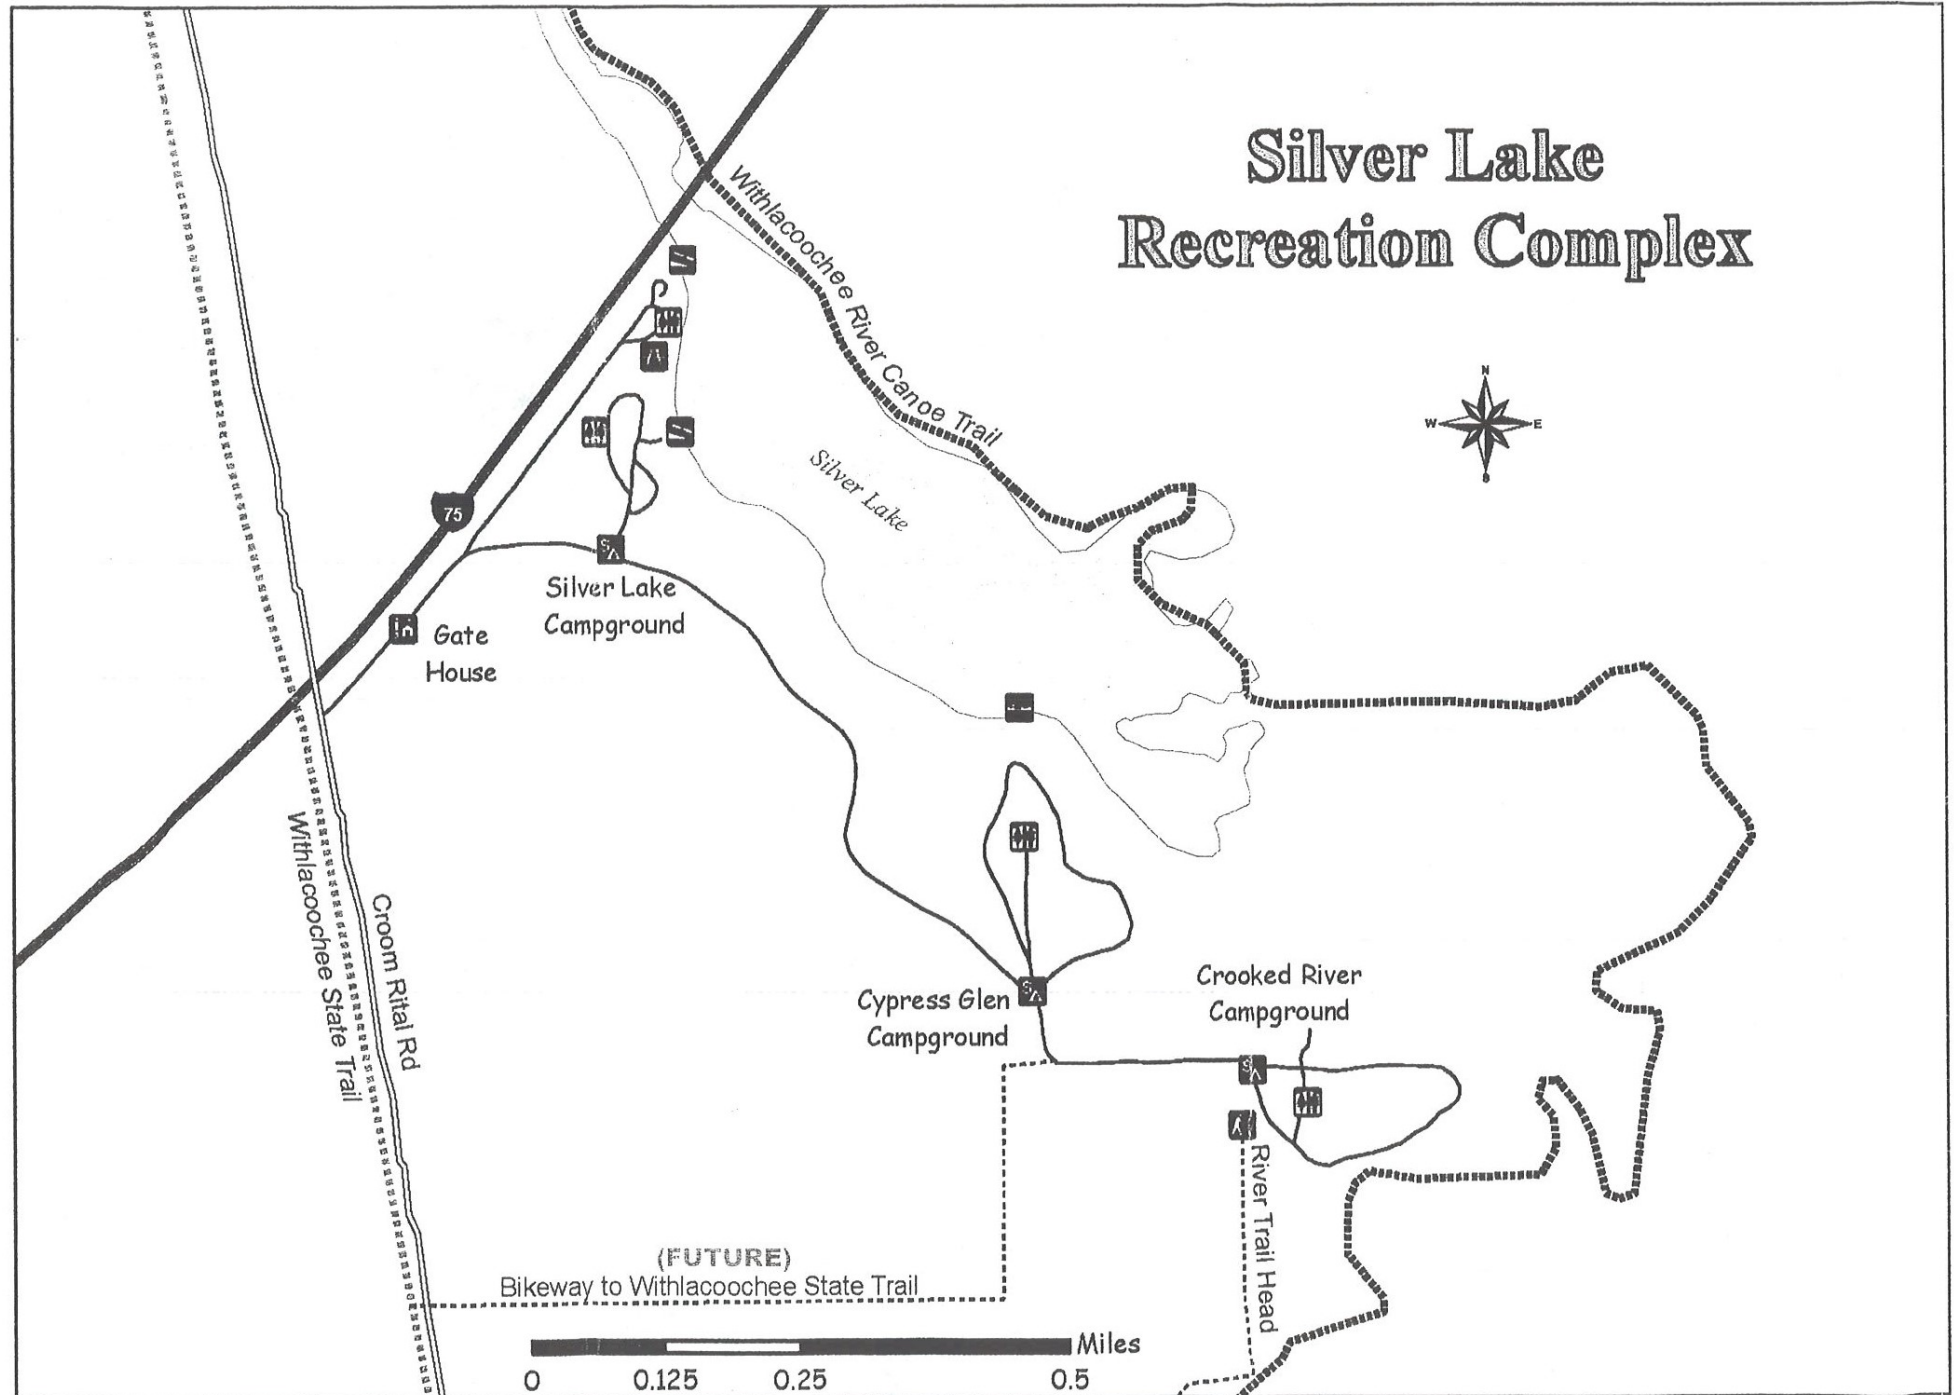 Silver Lake
Recreation Complex
Withlacoochee River Canoe Trail
N
W
E
S
Silver Lake
75
Silver Lake
Campground
Gate
House
Withlacoochee State Trail
Croom Rital Rd
Cypress Glen
Campground
Crooked River
Campground
River Trail Head
(FUTURE)
Bikeway to Withlacoochee State Trail
Miles
0
0.125
0.25
0.5